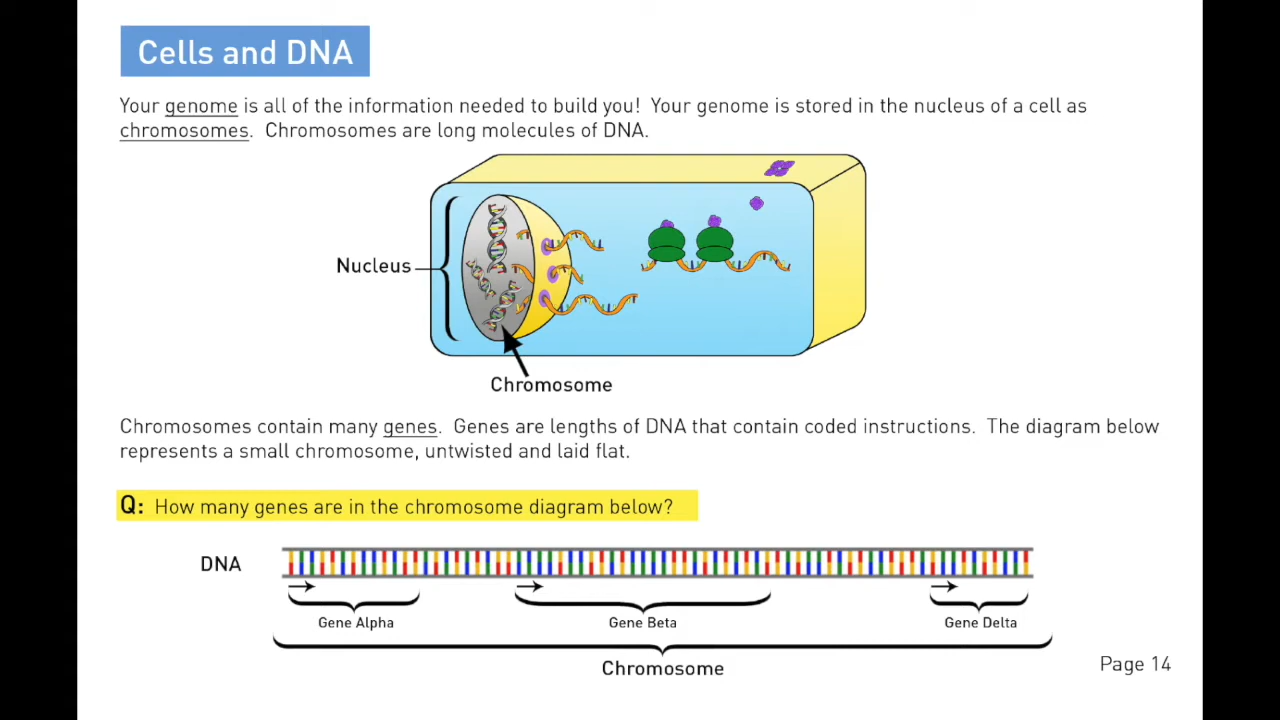 Cells and DNA
Your genome is all of the information needed to build you! Your genome is stored in the nucleus of a cell as
chromosomes. Chromosomes are long molecules of DNA.
Nucleus
Chromosome
Chromosomes contain many genes. Genes are lengths of DNA that contain coded instructions. The diagram below
represents a small chromosome, untwisted and laid flat.
Q: How many genes are in the chromosome diagram below?
DNA
Gene Alpha
Gene Beta
Gene Delta
Chromosome
Page 14